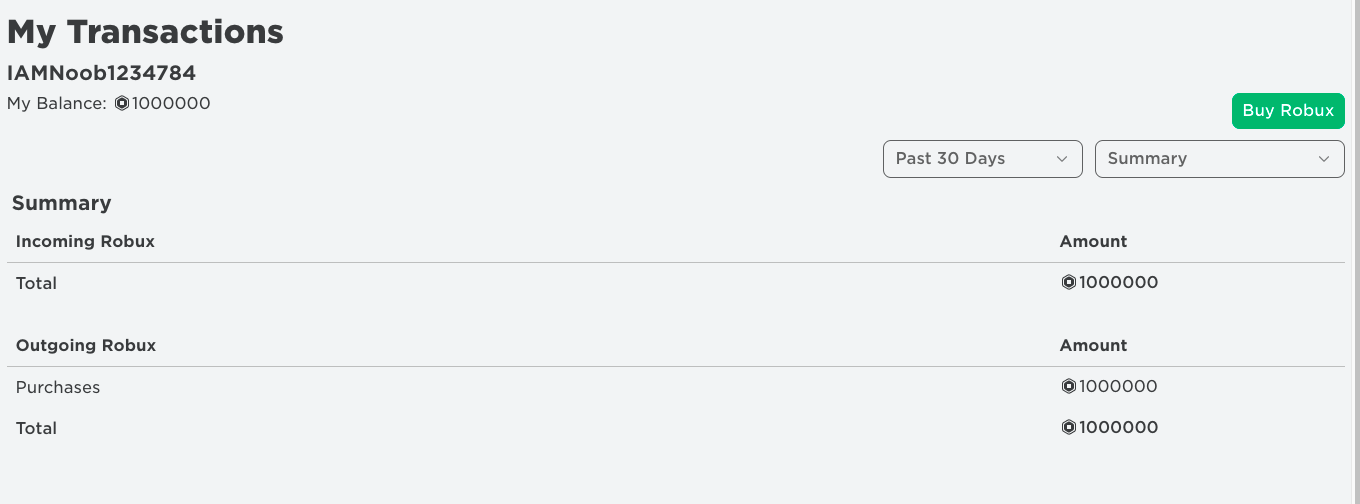 My Transactions
IAMNoob1234784
My Balance: 1000000
Buy Robux
Past 30 Days Summary
Summary
Incoming Robux Amount
Total 1000000
Outgoing Robux Amount
Purchases 1000000
Total 1000000